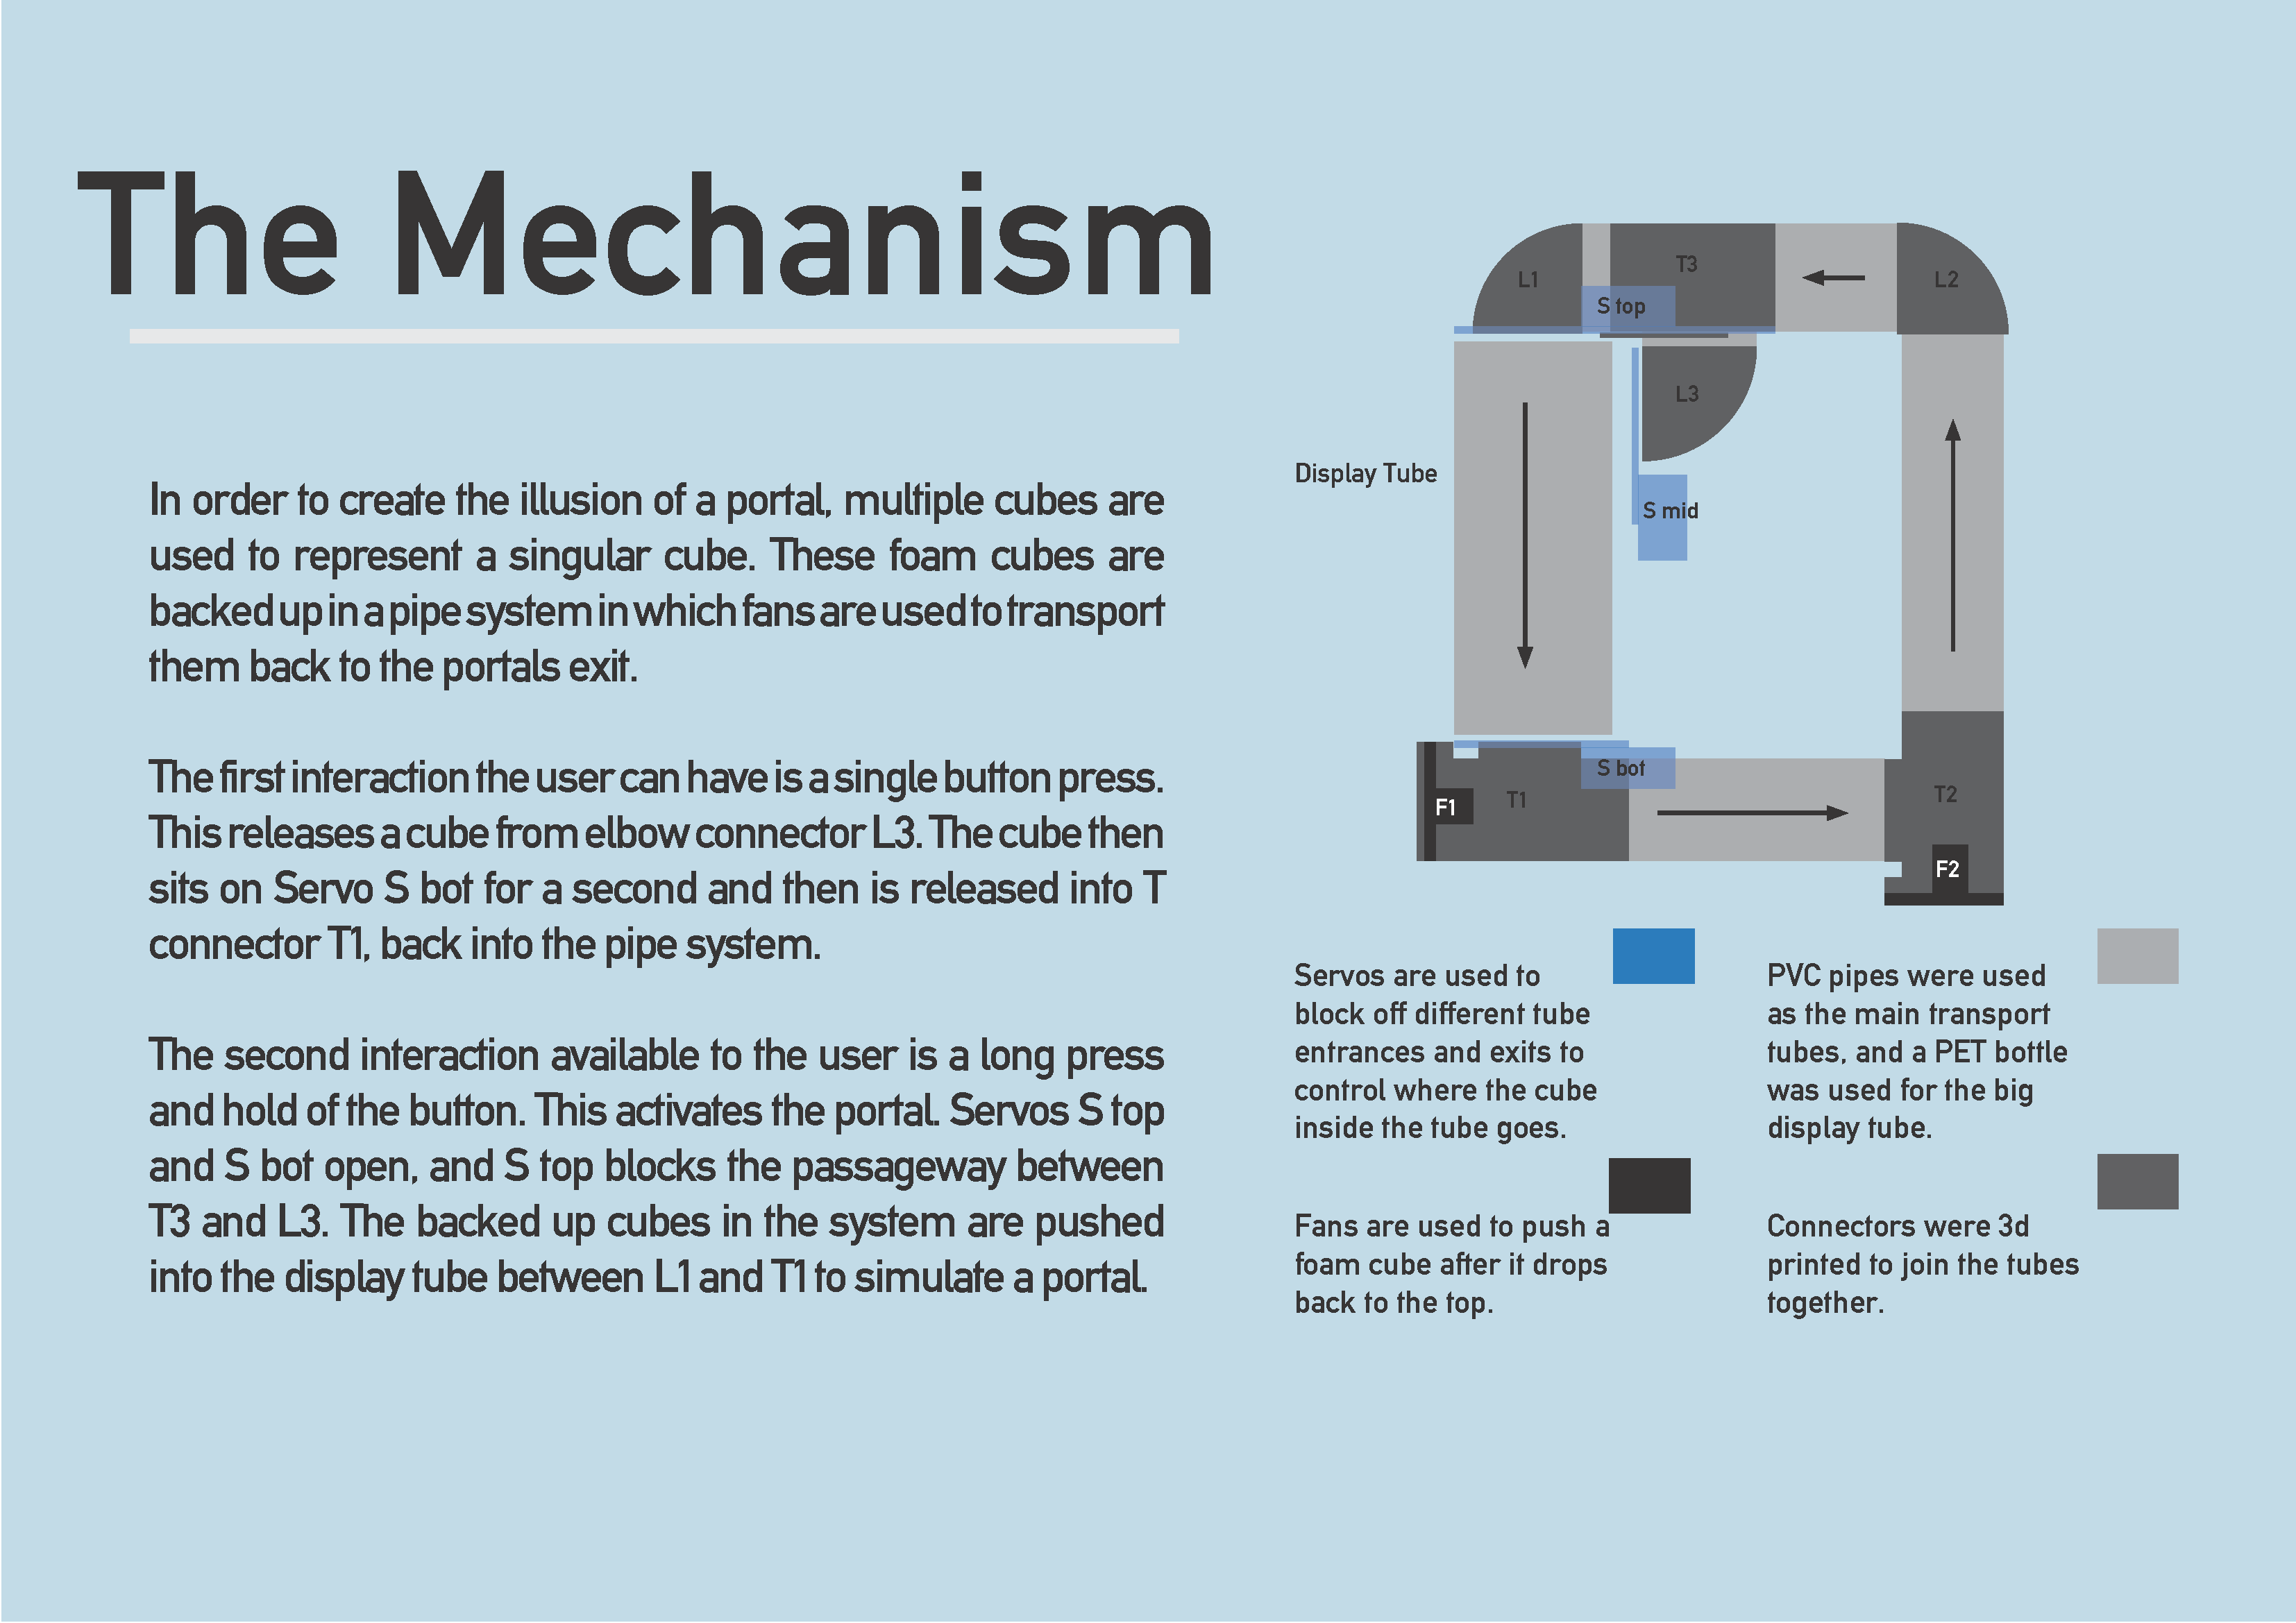 The Mechanism
In order to create the illusion of a portal, multiple cubes are
used to represent a singular cube. These foam cubes are
backed up in a pipe system in which fans are used to transport
them back to the portals exit.
The first interaction the user can have is a single button press.
This releases a cube from elbow connector L3. The cube then
sits on Servo S bot for a second and then is released into T
connector T1, back into the pipe system.
The second interaction available to the user is a long press
and hold of the button. This activates the portal. Servos S top
and S bot open, and S top blocks the passageway between
T3 and L3. The backed up cubes in the system are pushed
into the display tube between L1 and T1 to simulate a portal.
L1
T3
L2
S top
L3
Display Tube
S mid
S bot
F1
T1
T2
F2
Servos are used to
block off different tube
entrances and exits to
control where the cube
inside the tube goes.
PVC pipes were used
as the main transport
tubes, and a PET bottle
was used for the big
display tube.
Fans are used to push a
foam cube after it drops
back to the top.
Connectors were 3d
printed to join the tubes
together.